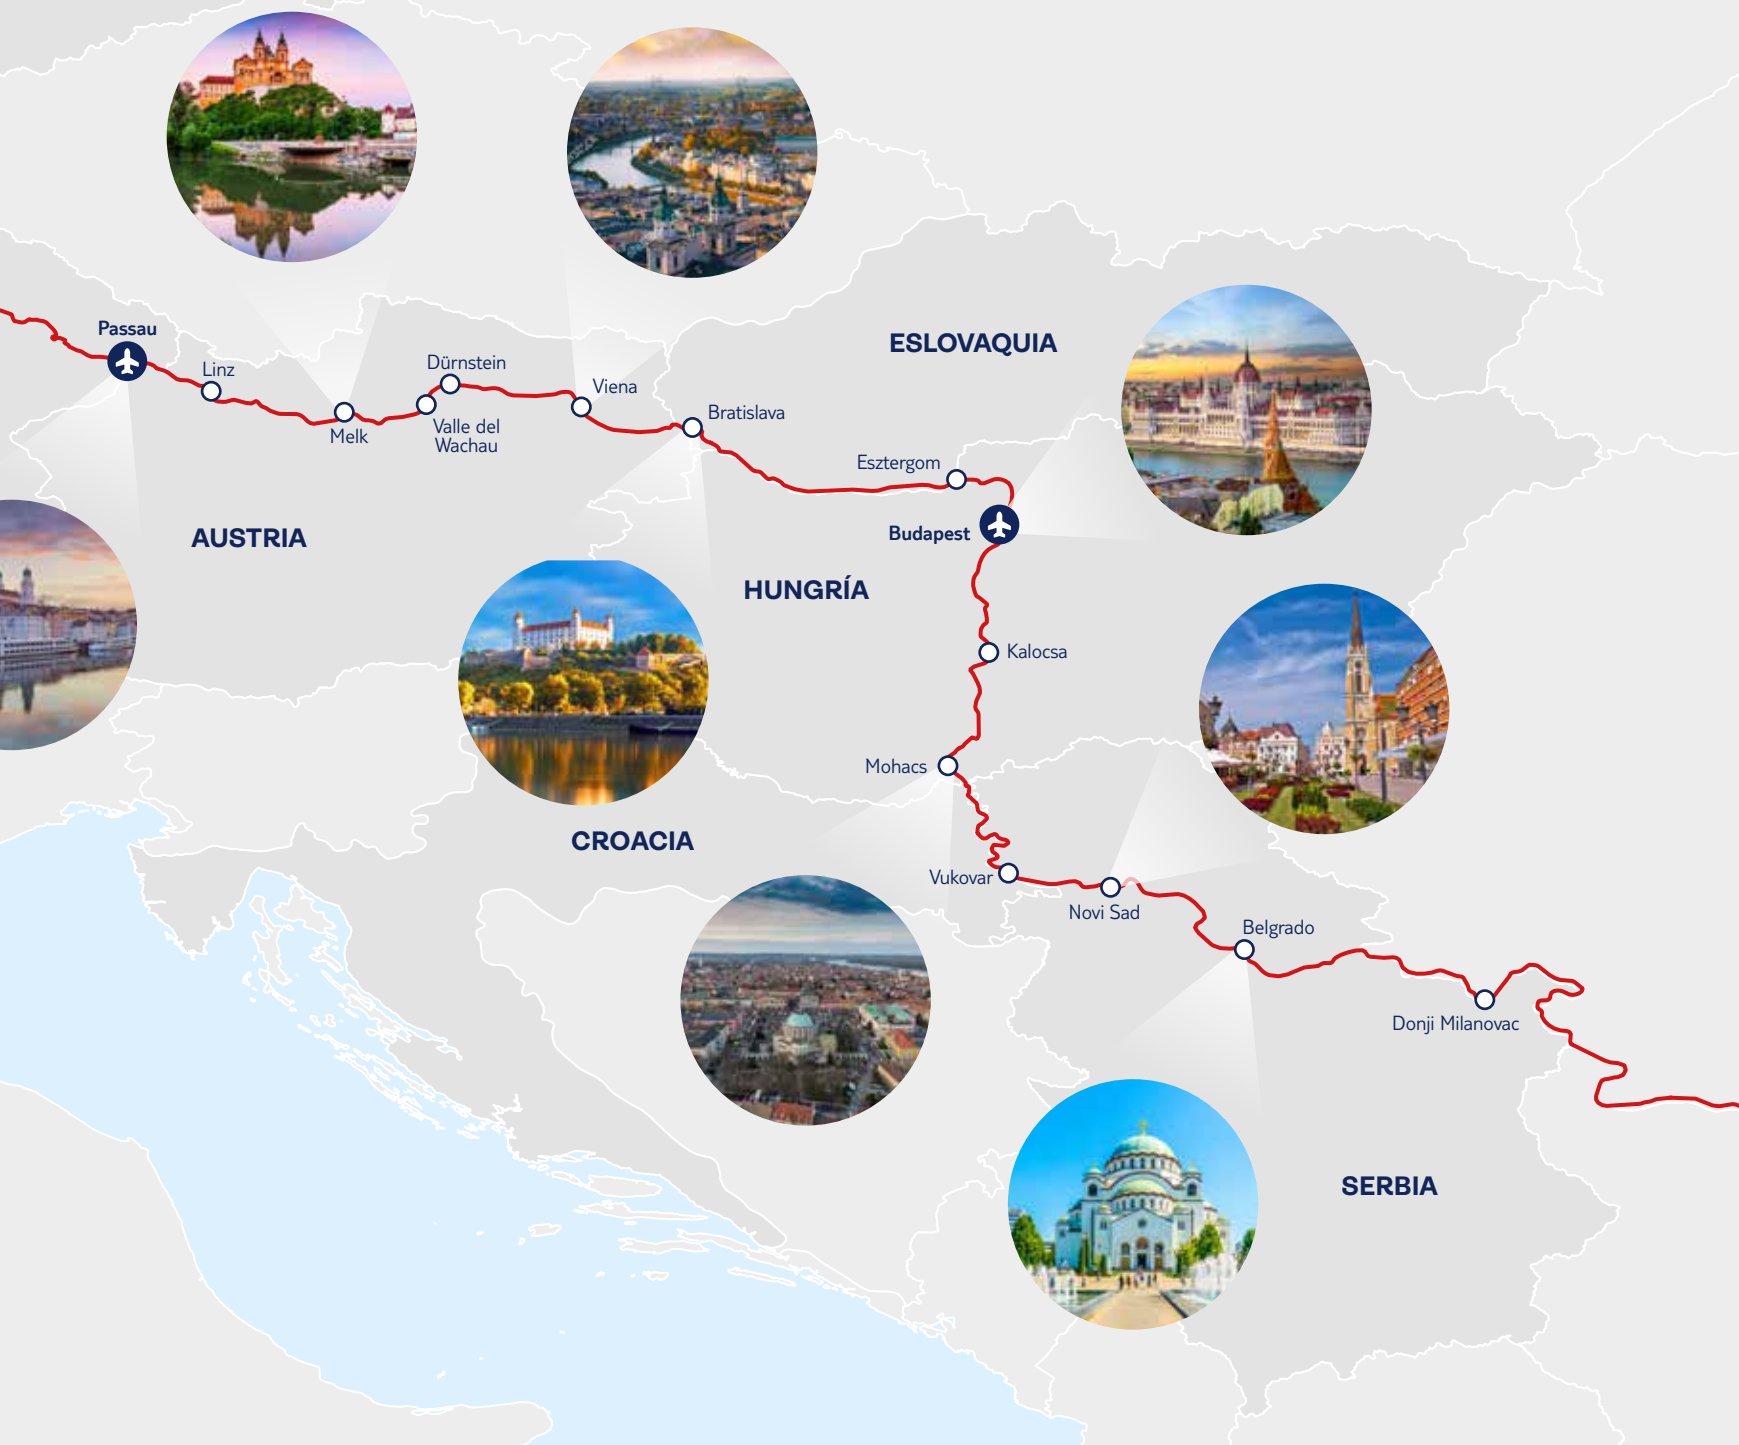 Passau
Linz
Melk
Dürnstein
Valle del
Wachau
Viena
Bratislava
ESLOVAQUIA
Esztergom
Budapest
AUSTRIA
HUNGRÍA
Kalocsa
Mohacs
CROACIA
Vukovar
Novi Sad
Belgrado
Donji Milanovac
SERBIA